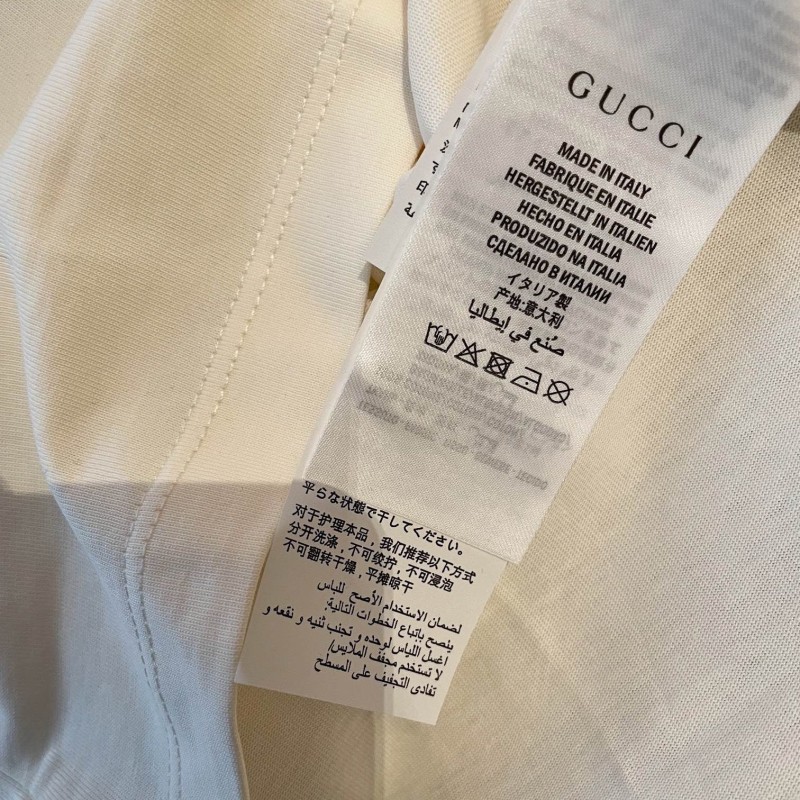 GUCCI
MADE IN ITALY
FABRIQUE EN ITALIE
HERGESTELLT IN ITALIEN
HECHO EN ITALIA
PRODUZIDO NA ITALIA
СДЕЛАНО В ИТАЛИИ
イタリア製
产地:意大利
صُنع في إيطاليا
平らな状態で干してください。
对于护理本品，我们推荐以下方式
分开洗涤，不可绞拧，不可浸泡
不可翻转干燥，平摊晾干
لضمان الاستخدام الأصح للباس
ينصح بإتباع الخطوات التالية:
اغسل اللباس لوحده و تجنب ثنيه و نقعه و
لا تستخدم مجفف الملابس/
تفادى التجفيف على المسطح